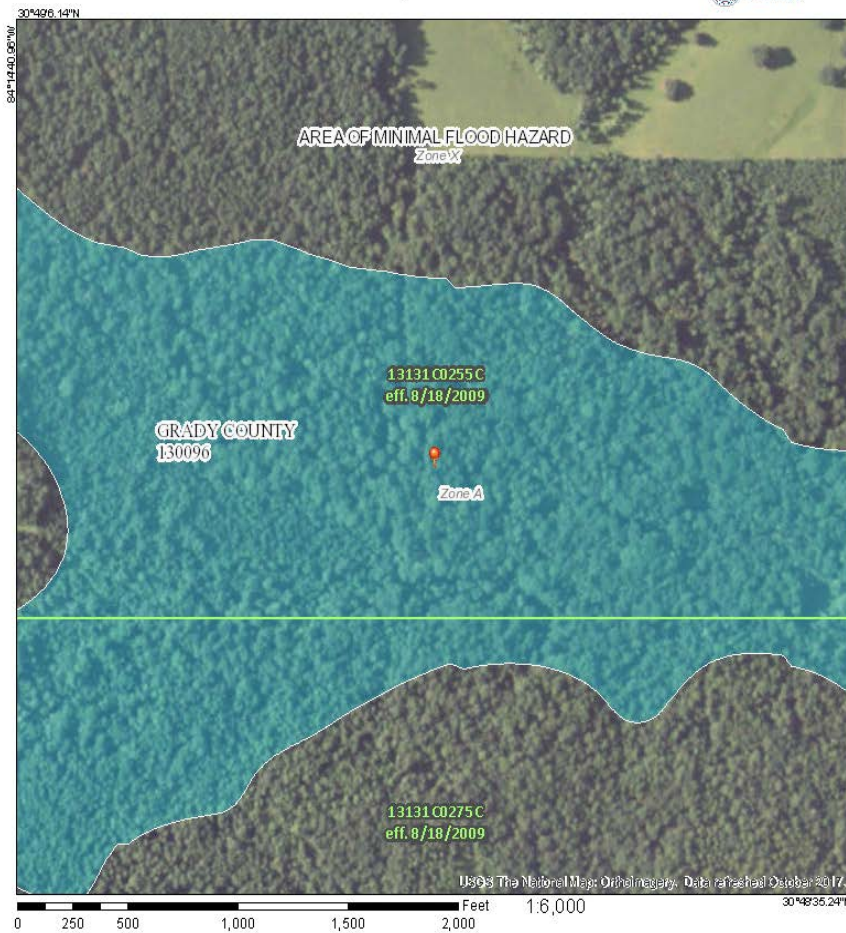 30°49'6.14"N
84°14'40.96"W
AREA OF MINIMAL FLOOD HAZARD
Zone X
13131C0255C
eff. 8/18/2009
GRADY COUNTY
130096
Zone A
13131C0275C
eff. 8/18/2009
USGS The National Map: Orthoimagery. Data refreshed October 2017.
Feet 1:6,000
30°48'35.24"N
0 250 500 1,000 1,500 2,000